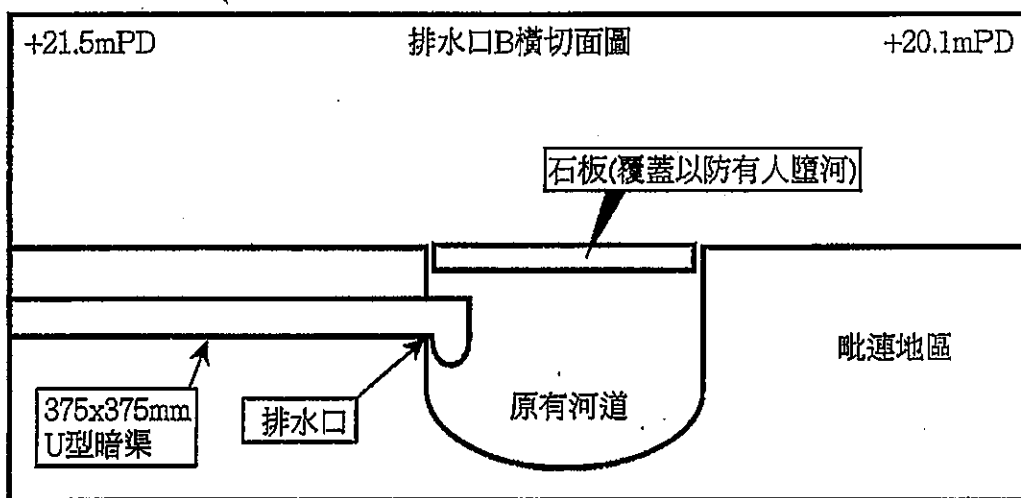 +21.5mPD 排水口B橫切面圖 +20.1mPD
石板(覆蓋以防有人墮河)
毗連地區
375x375mm
U型暗渠
排水口
原有河道